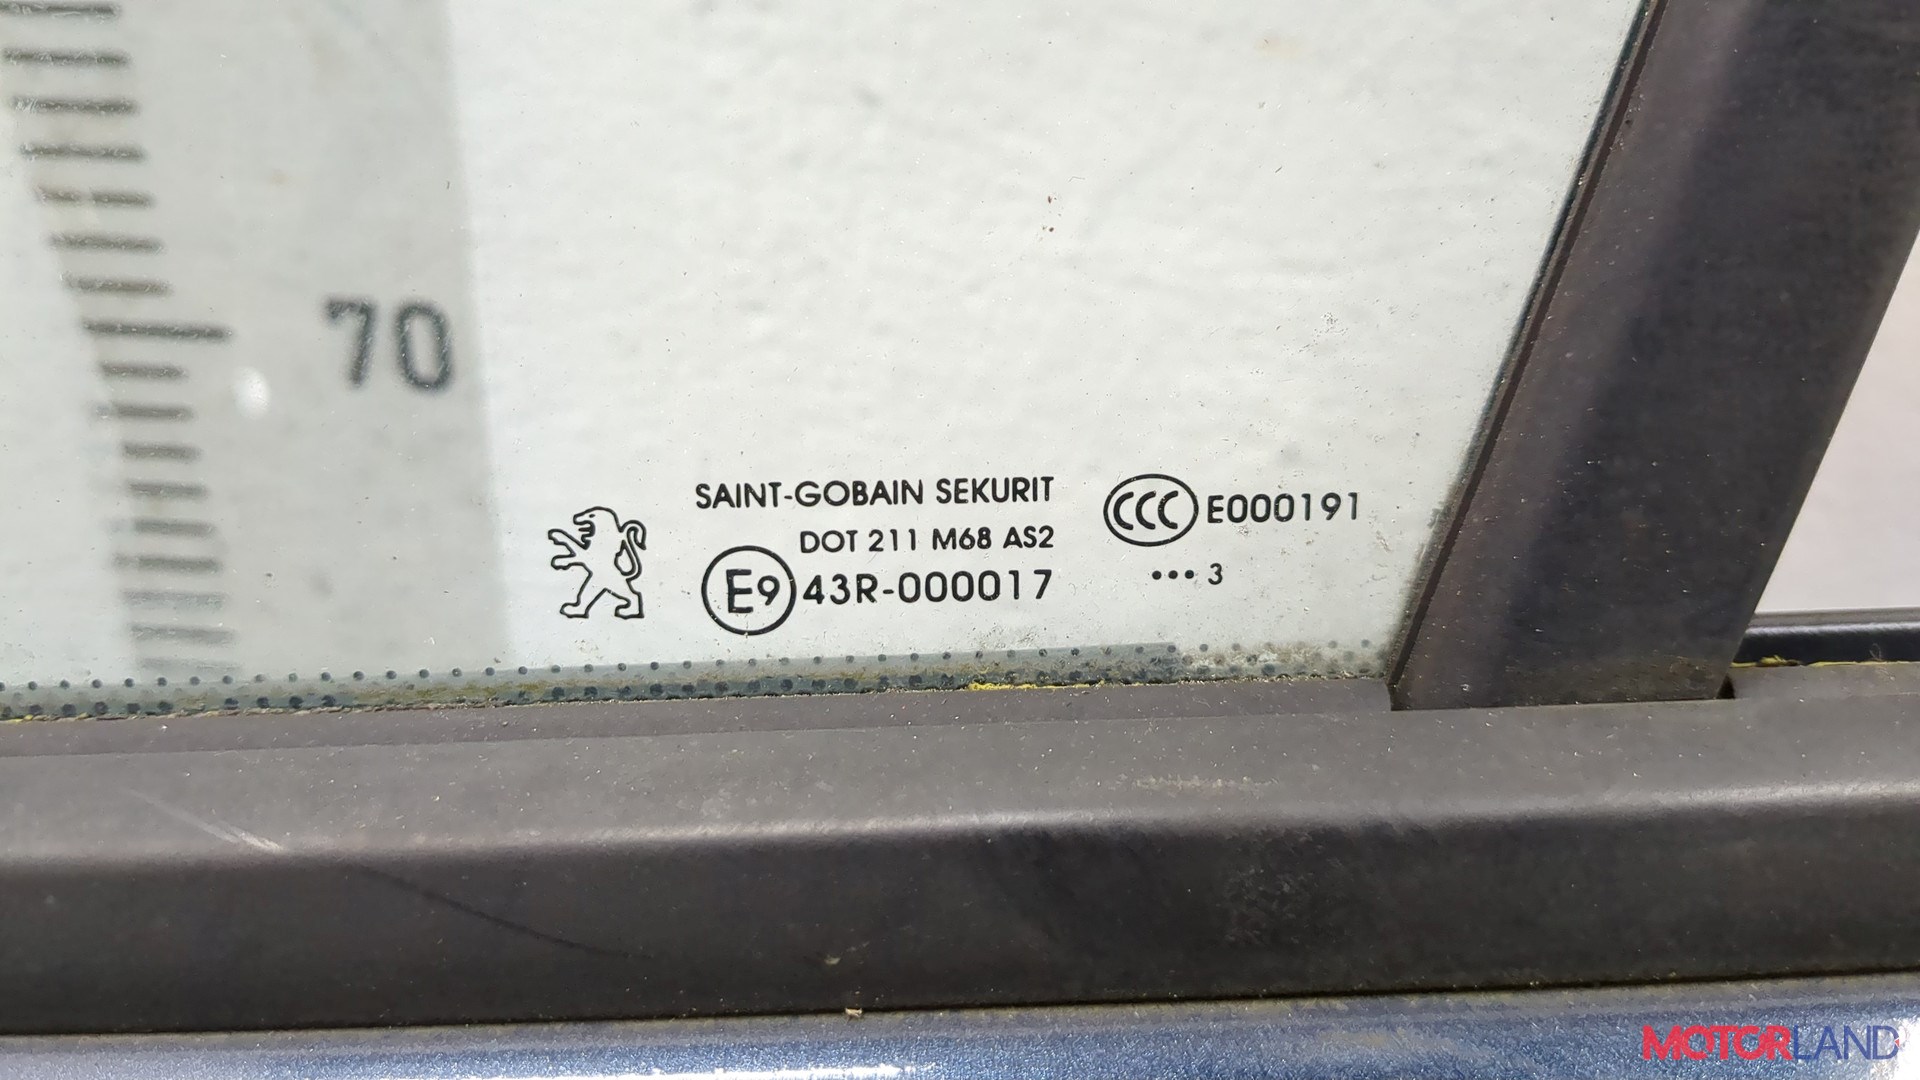 70
SAINT-GOBAIN SEKURIT
DOT 211 M68 AS2
E9 43R-000017
CCC E000191
••• 3
MOTORLAND